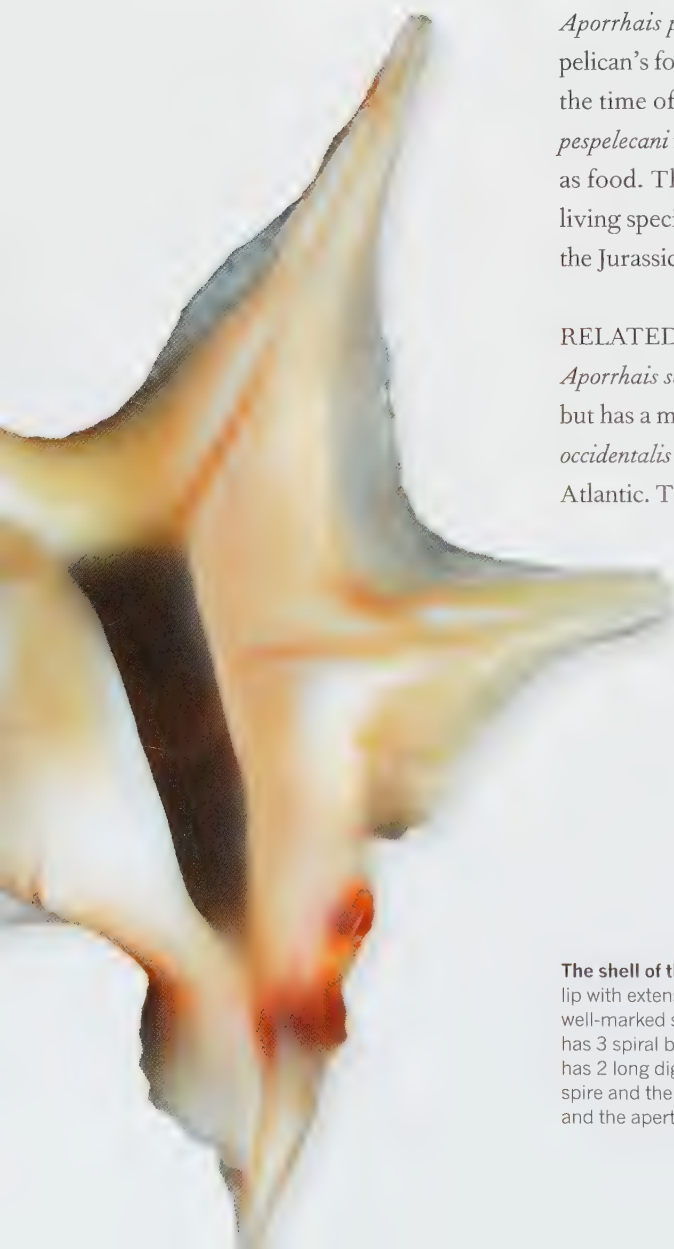 Aporrhais p
pelican's fo
the time of
pespelecani
as food. Tl
living speci
the Jurassic
RELATED
Aporrhais s
but has a m
occidentalis
Atlantic. T
The shell of t
lip with extens
well-marked s
has 3 spiral b
has 2 long dig
spire and the
and the apert